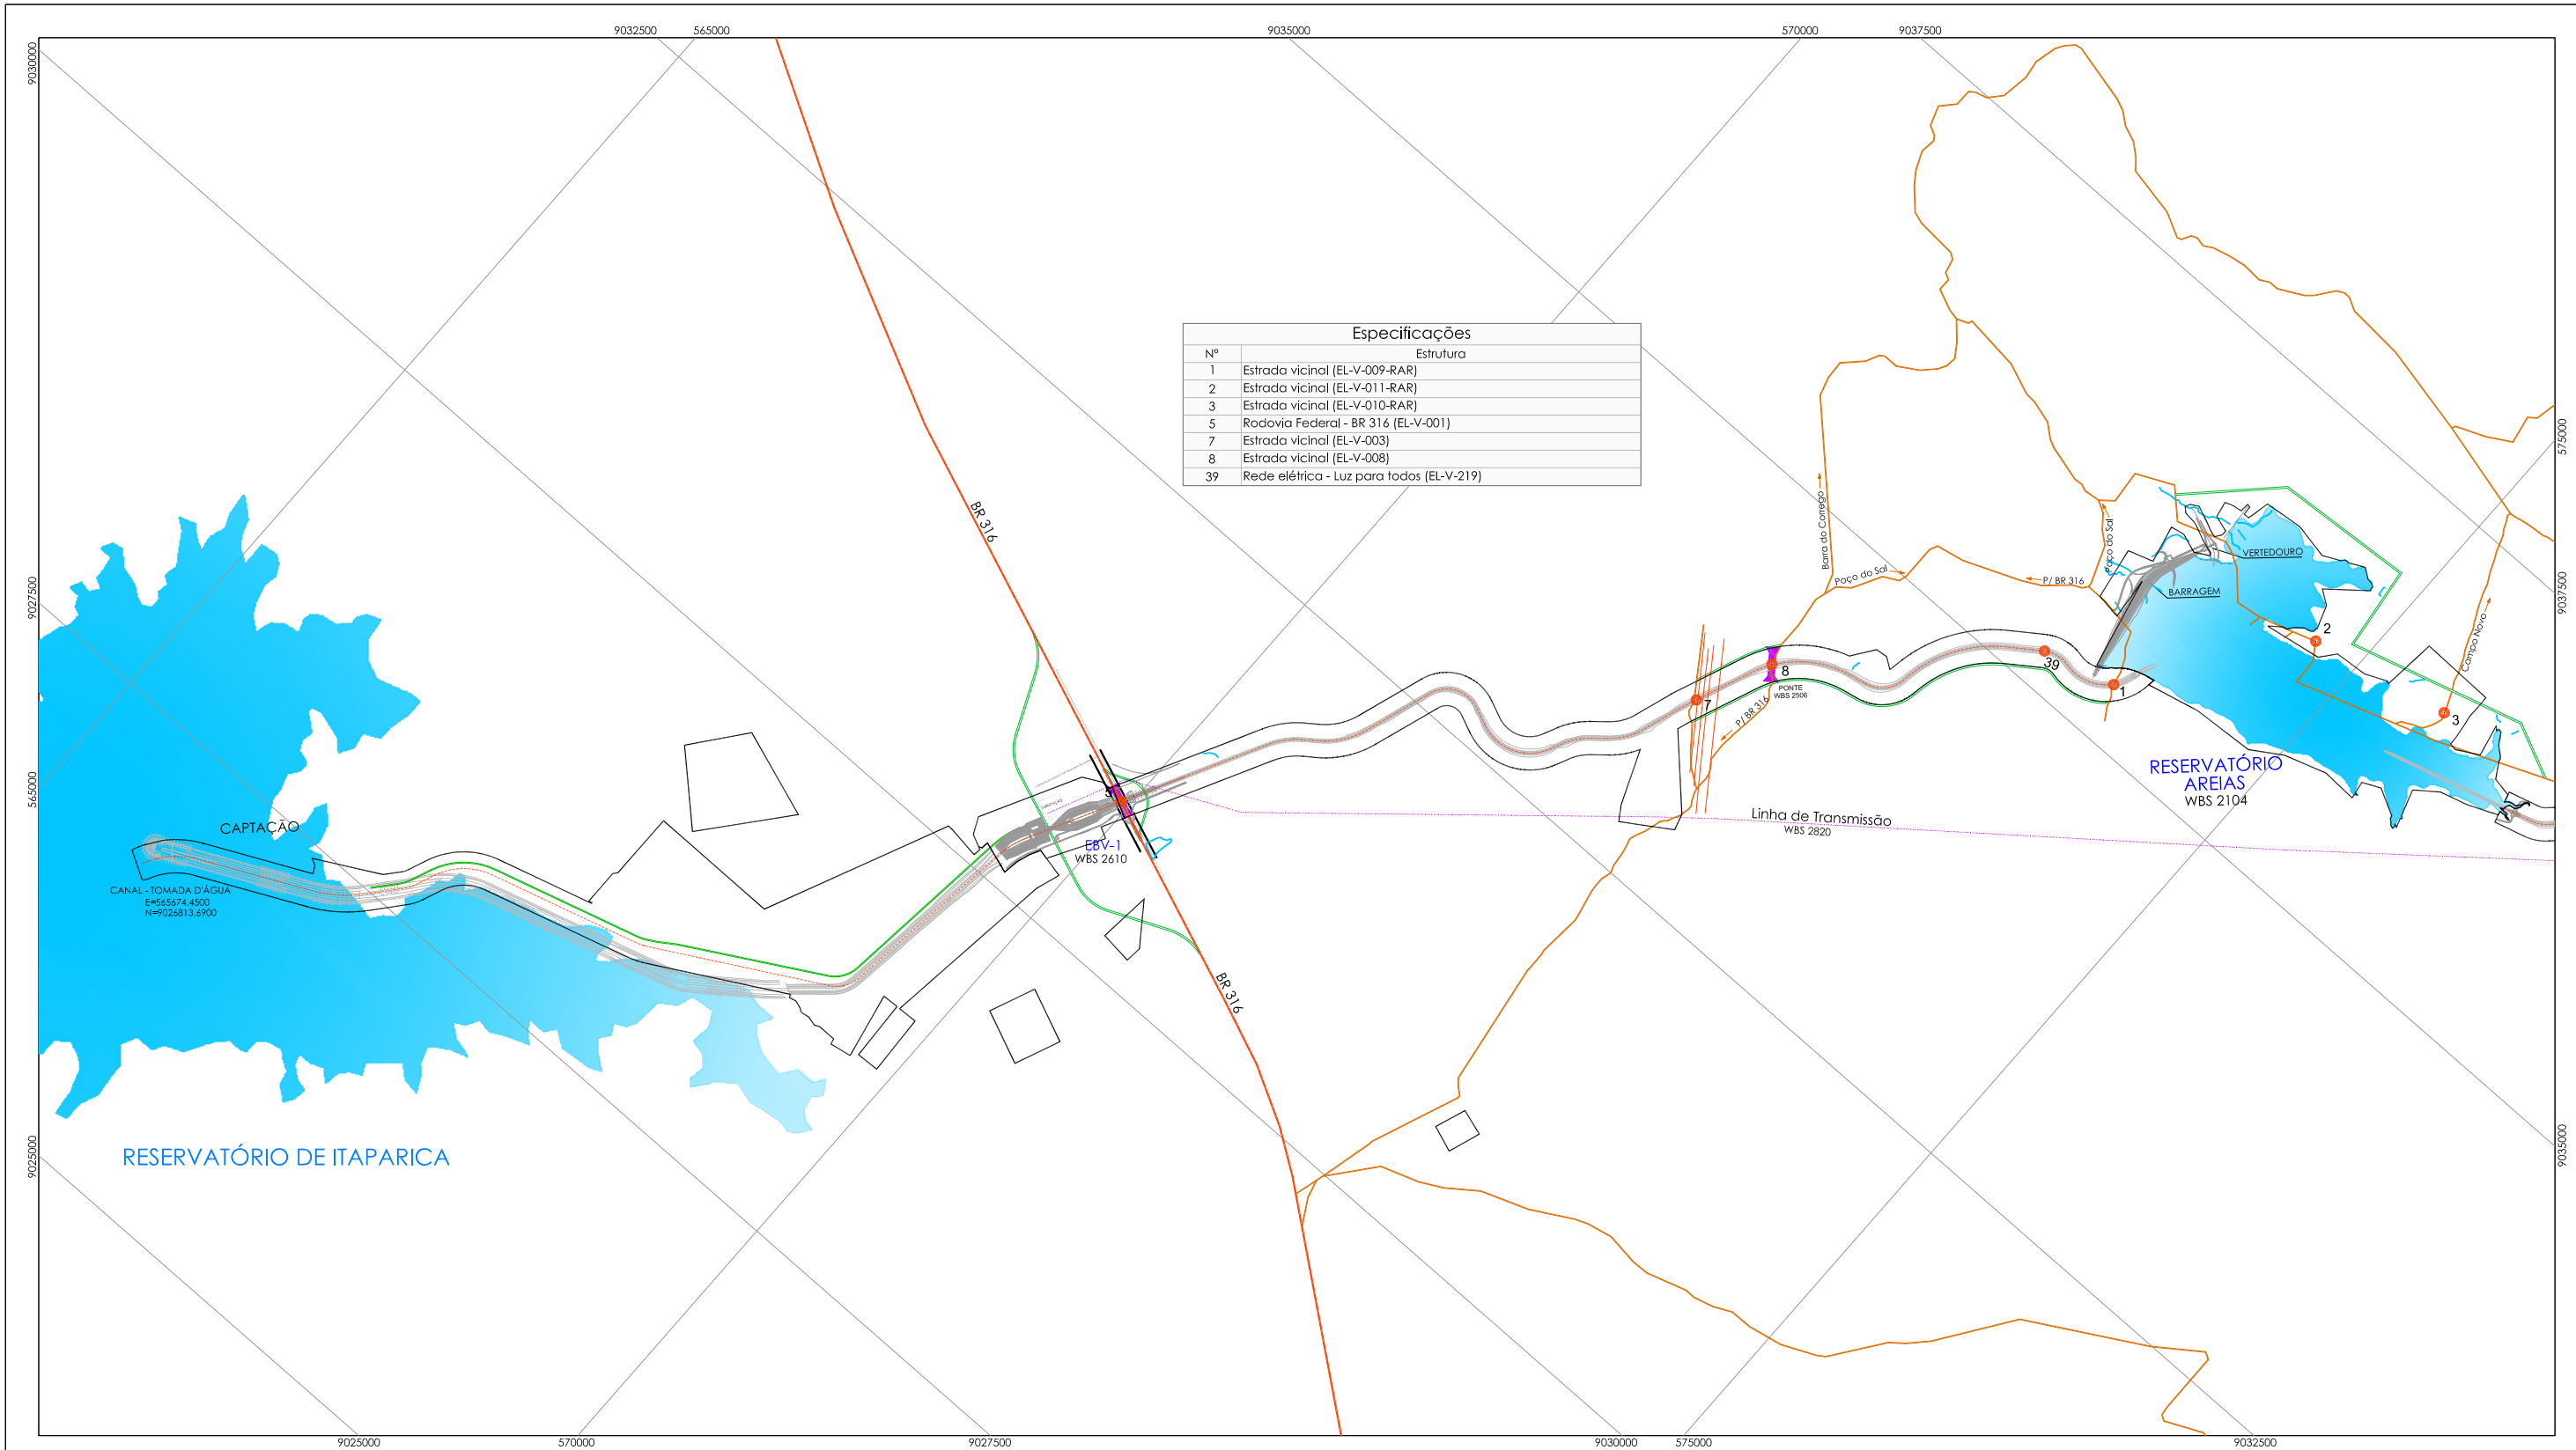 9032500
565000
9035000
570000
9037500
9030000
9027500
565000
9025000
575000
9037500
9035000
Especificações
Nº Estrutura
1 Estrada vicinal (EL-V-009-RAR)
2 Estrada vicinal (EL-V-011-RAR)
3 Estrada vicinal (EL-V-010-RAR)
5 Rodovia Federal - BR 316 (EL-V-001)
7 Estrada vicinal (EL-V-003)
8 Estrada vicinal (EL-V-008)
39 Rede elétrica - Luz para todos (EL-V-219)
BR 316
Barra do Corrego
Poço do Sal
Poço do Sal
P/ BR 316
VERTEDOURO
BARRAGEM
Campo Novo
2
39
8
PONTE
WBS 2506
1
7
P/ BR 316
3
RESERVATÓRIO
AREIAS
WBS 2104
5
Linha de Transmissão
WBS 2820
EBV-1
WBS 2610
CAPTAÇÃO
CANAL - TOMADA D'ÁGUA
E=565674.4500
N=9026813.6900
BR 316
RESERVATÓRIO DE ITAPARICA
9025000
570000
9027500
9030000
575000
9032500